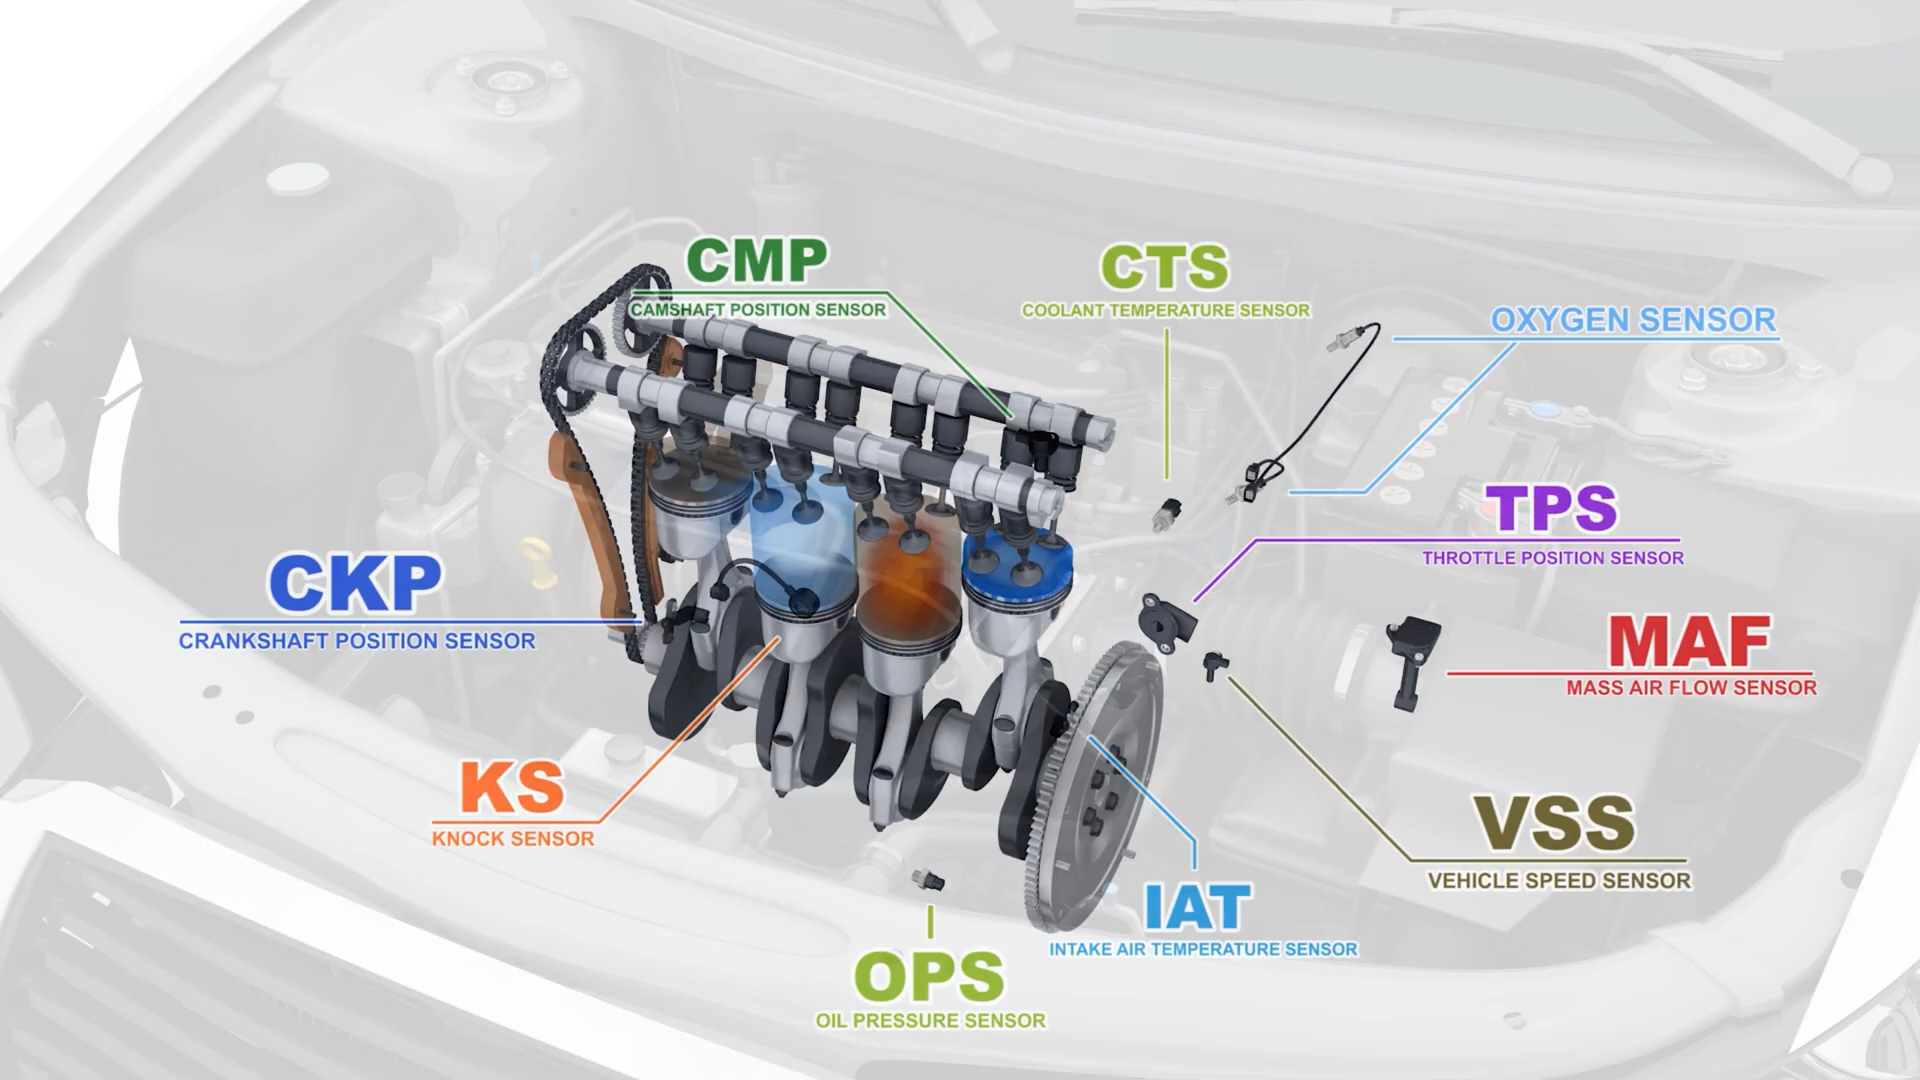 CMP
CAMSHAFT POSITION SENSOR
CTS
COOLANT TEMPERATURE SENSOR
OXYGEN SENSOR
TPS
THROTTLE POSITION SENSOR
CKP
CRANKSHAFT POSITION SENSOR
MAF
MASS AIR FLOW SENSOR
KS
KNOCK SENSOR
VSS
VEHICLE SPEED SENSOR
IAT
INTAKE AIR TEMPERATURE SENSOR
OPS
OIL PRESSURE SENSOR